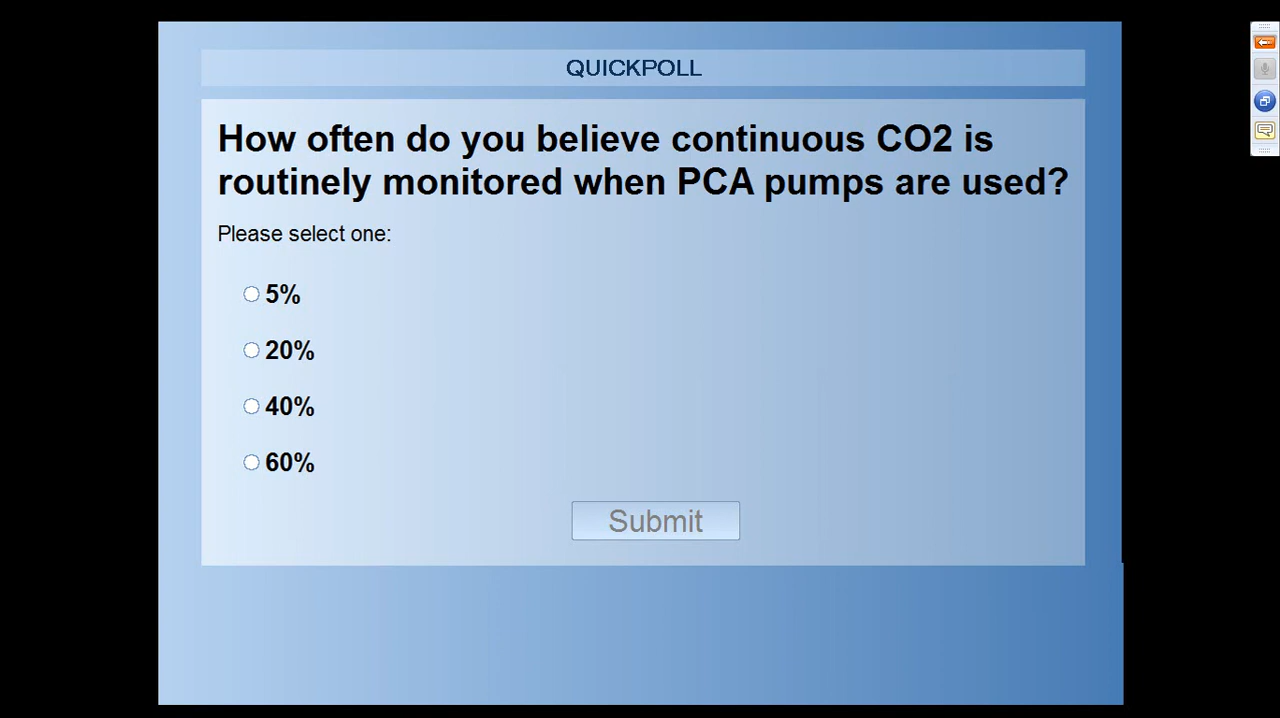 QUICKPOLL
How often do you believe continuous CO2 is
routinely monitored when PCA pumps are used?
Please select one:
5%
20%
40%
60%
Submit